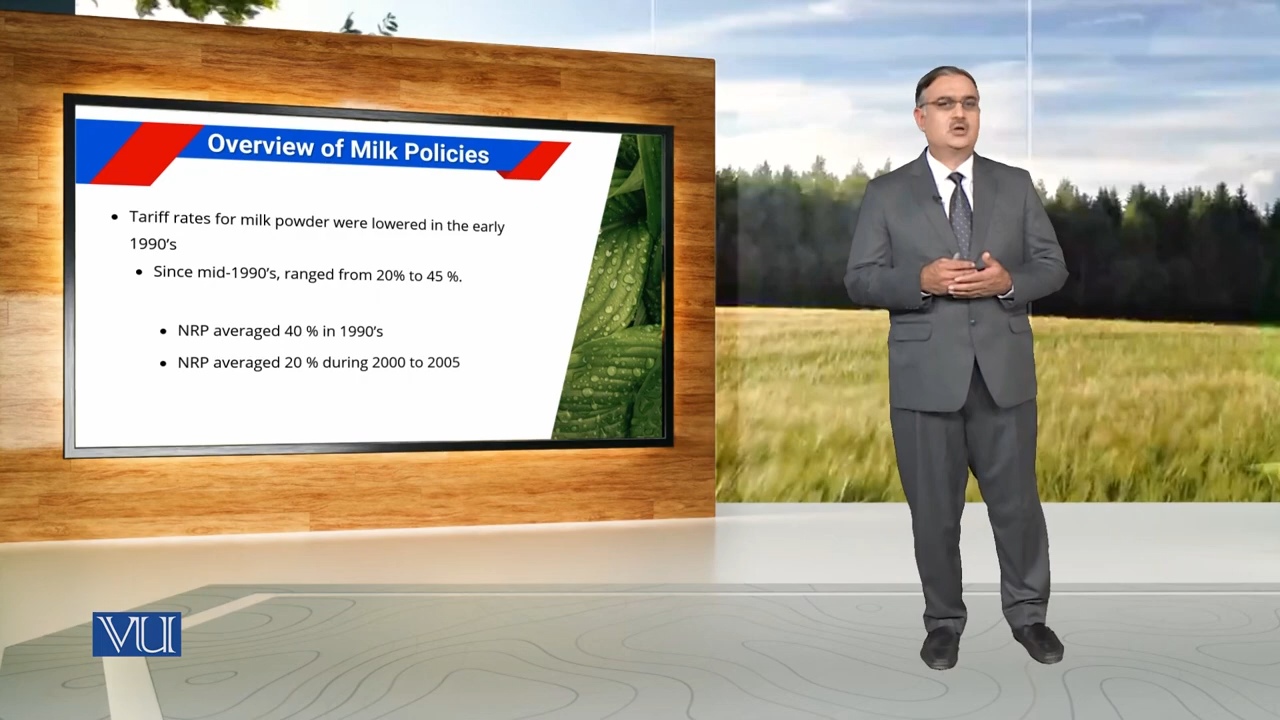 Overview of Milk Policies
• Tariff rates for milk powder were lowered in the early
1990's
• Since mid-1990's, ranged from 20% to 45 %.
• NRP averaged 40 % in 1990's
• NRP averaged 20 % during 2000 to 2005
VU